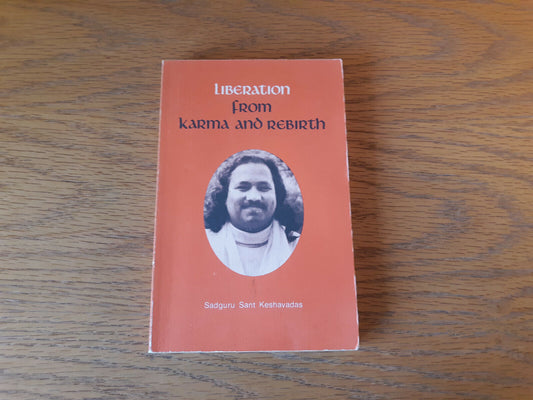 LIBERATION
FROM
KARMA AND REBIRTH
Sadguru Sant Keshavadas